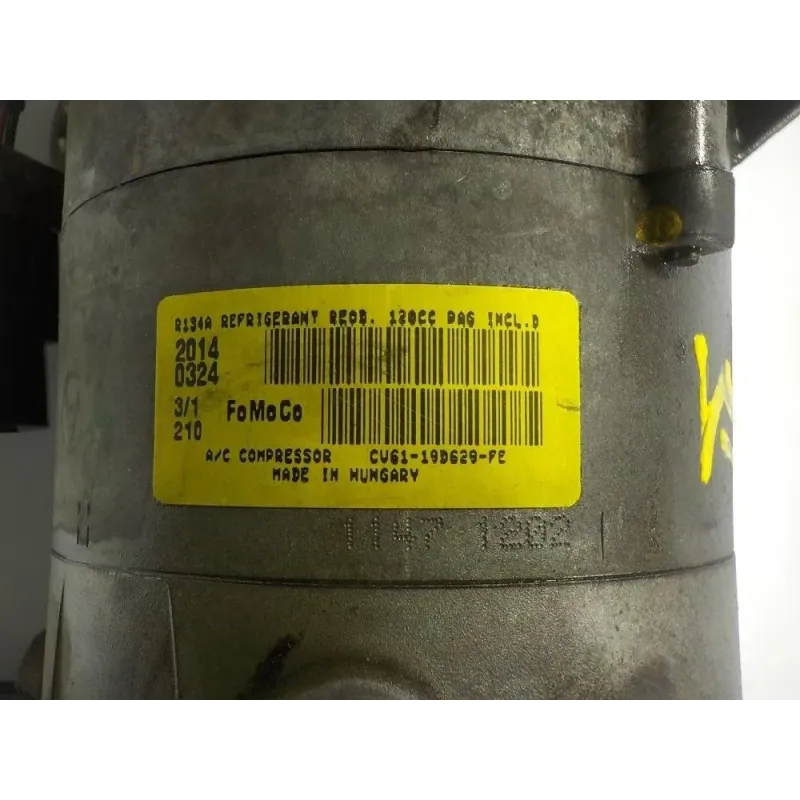 R134A REFRIGERANT REQD. 120CC PAG INCL.D
2014
0324
3/1 FoMoCo
210
A/C COMPRESSOR CV61-19D629-FE
MADE IN HUNGARY
1147 1202